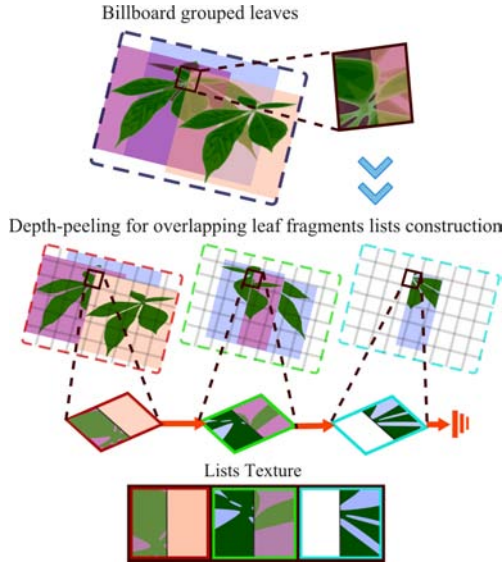 Billboard grouped leaves
Depth-peeling for overlapping leaf fragments lists construction
Lists Texture